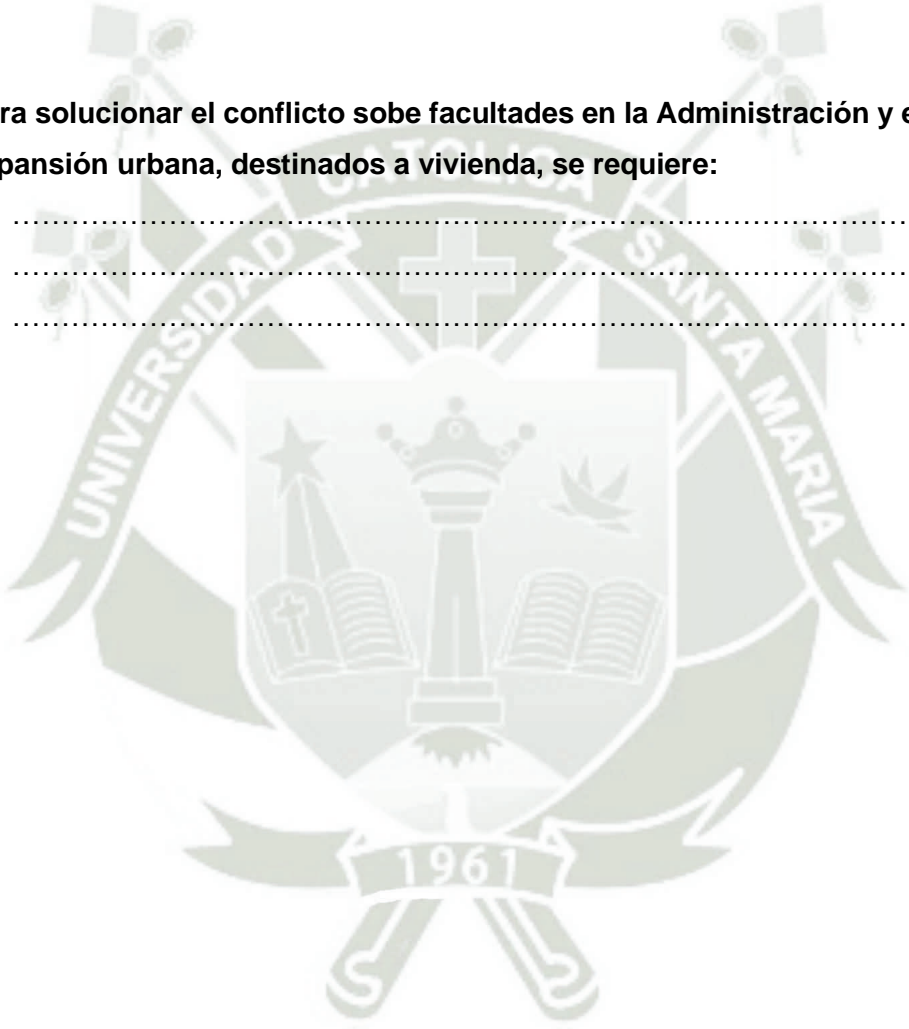 ra solucionar el conflicto sobe facultades en la Administración y e
pansión urbana, destinados a vivienda, se requiere:
……………………………………………………………..……………………
……………………………………………………………..……………………
……………………………………………………………..……………………
UNIVERSIDAD CATOLICA SANTA MARIA
1961